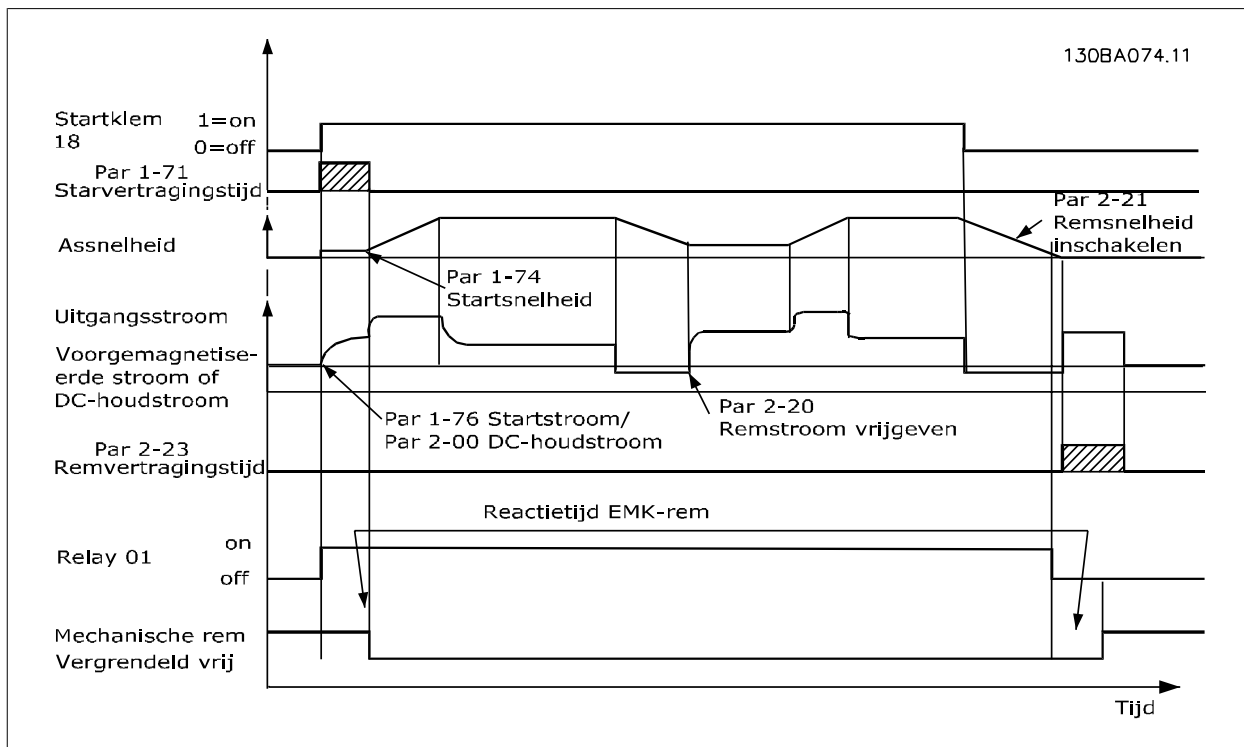 130BA074.11
Startklem 1=on
18 0=off
Par 1-71
Starvertragingstijd
Par 2-21
Remsnelheid
inschakelen
Assnelheid
Par 1-74
Startsnelheid
Uitgangsstroom
Voorgemagnetise-
erde stroom of
DC-houdstroom
Par 1-76 Startstroom/
Par 2-00 DC-houdstroom
Par 2-20
Remstroom vrijgeven
Par 2-23
Remvertragingstijd
Reactietijd EMK-rem
on
Relay 01
off
Mechanische rem
Vergrendeld vrij
Tijd